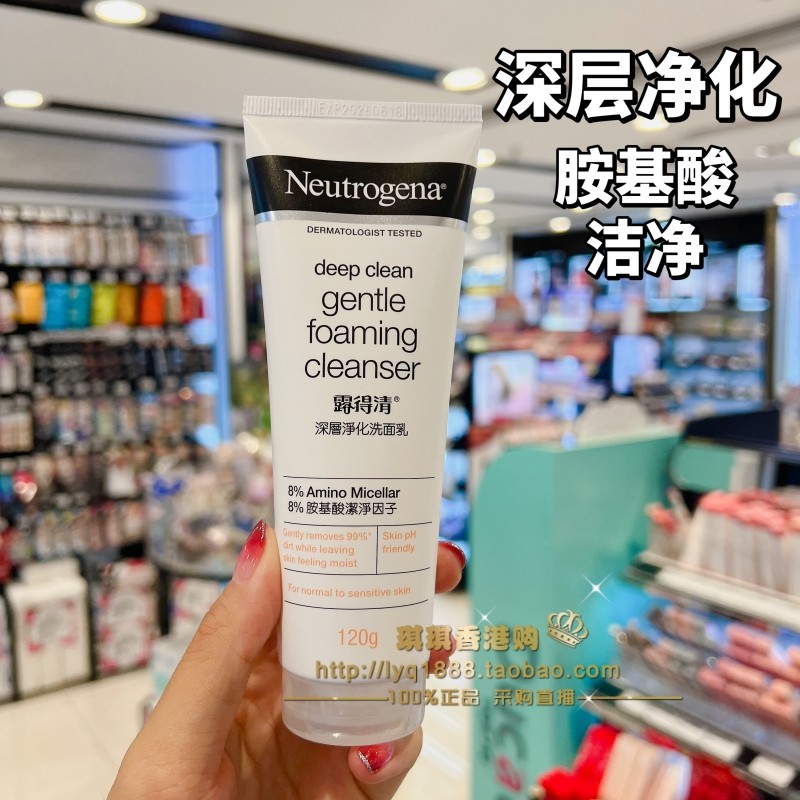 深层净化
胺基酸
洁净
EXP20260618
Neutrogena®
DERMATOLOGIST TESTED
deep clean
gentle
foaming
cleanser
露得清®
深層淨化洗面乳
8% Amino Micellar
8% 胺基酸潔淨因子
Gently removes 99%*
dirt while leaving
skin feeling moist
Skin pH
friendly
For normal to sensitive skin
120g
琪琪香港购
http://lyq1888.taobao.com
100%正品 采购直播